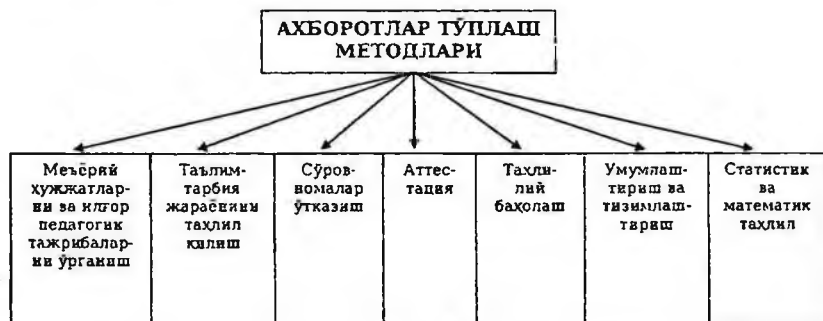 АХБОРОТЛАР ТЎПЛАШ
МЕТОДЛАРИ
Меъёрий
ҳужжатлар-
ни ва илғор
педагогик
тажрибалар-
ни ўрганиш
Таълим-
тарбия
жараёнини
таҳлил
қилиш
Сўров-
номалар
ўтказиш
Аттес-
тация
Таҳли-
лий
баҳолаш
Умумлаш-
тириш ва
тизимлаш-
тириш
Статистик
ва
математик
таҳлил